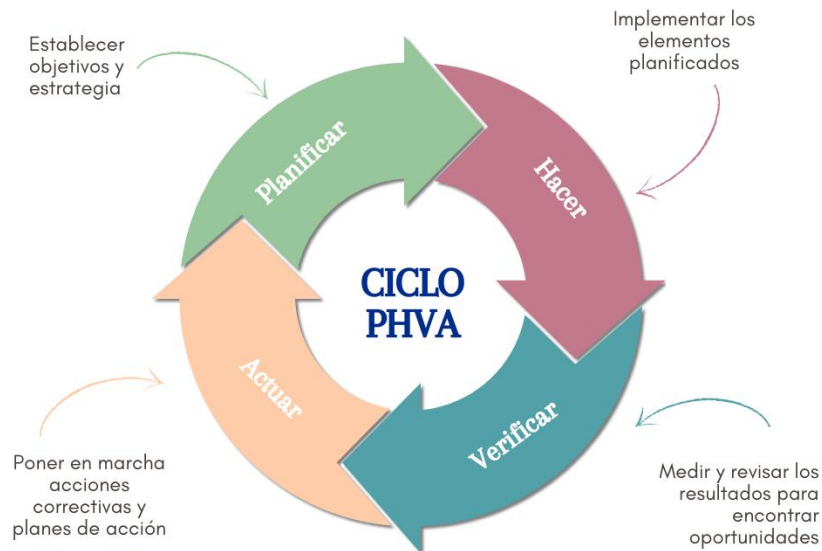 Establecer
objetivos y
estrategia
Implementar los
elementos
planificados
Planificar
Hacer
CICLO
PHVA
Actuar
Verificar
Poner en marcha
acciones
correctivas y
planes de acción
Medir y revisar los
resultados para
encontrar
oportunidades